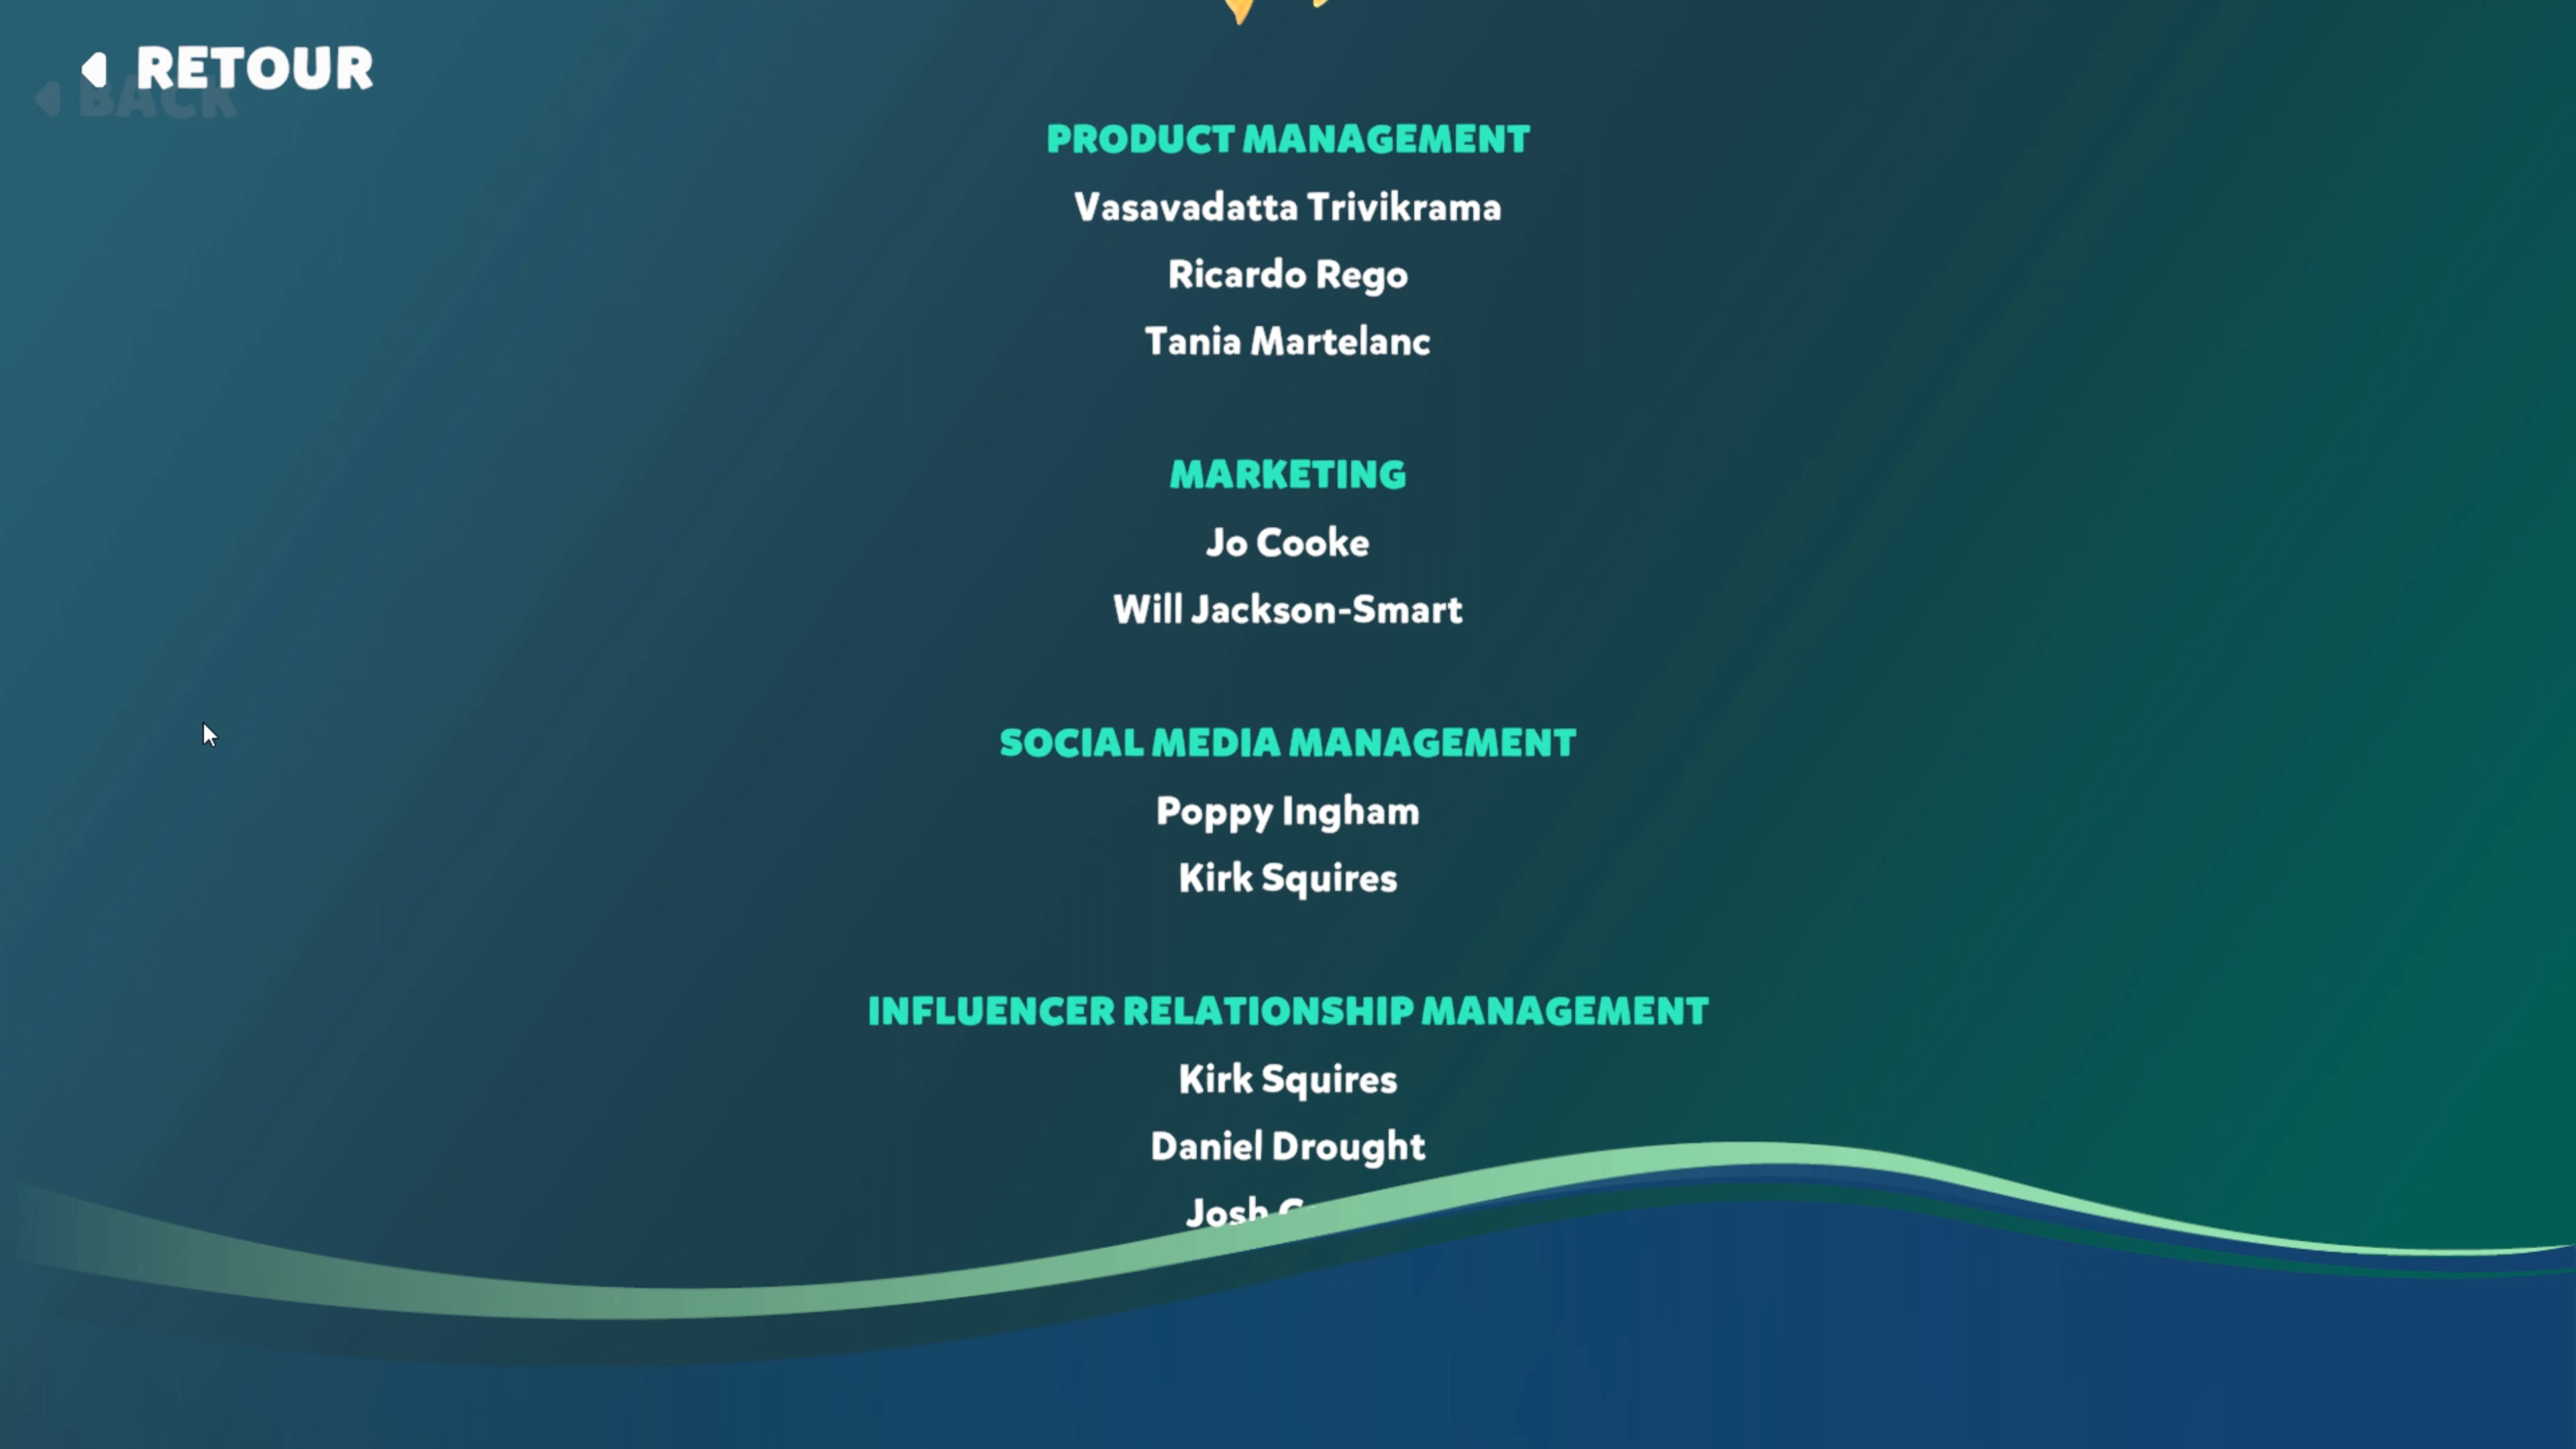 RETOUR
BACK
PRODUCT MANAGEMENT
Vasavadatta Trivikrama
Ricardo Rego
Tania Martelanc
MARKETING
Jo Cooke
Will Jackson-Smart
SOCIAL MEDIA MANAGEMENT
Poppy Ingham
Kirk Squires
INFLUENCER RELATIONSHIP MANAGEMENT
Kirk Squires
Daniel Drought
Josh